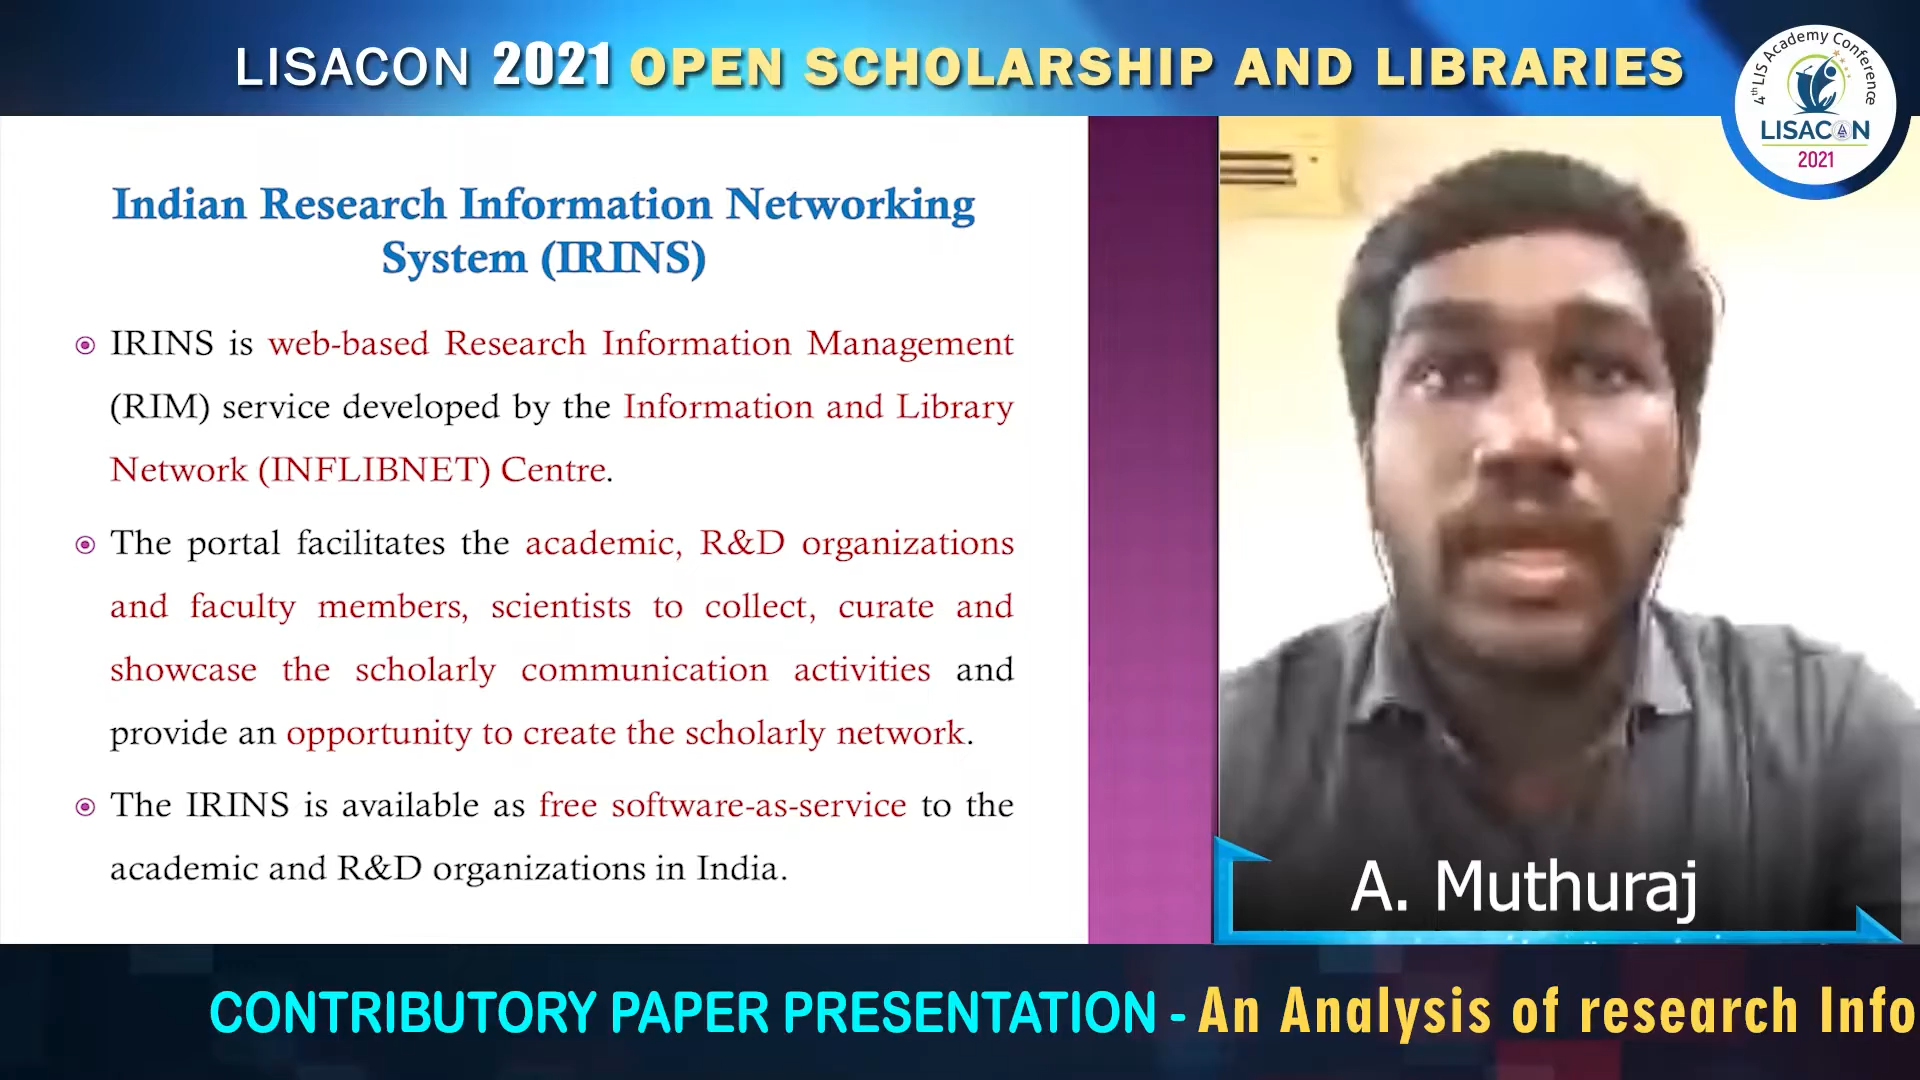 LISACON 2021 OPEN SCHOLARSHIP AND LIBRARIES
4th LIS Academy Conference
LISACON
2021
Indian Research Information Networking
System (IRINS)
IRINS is web-based Research Information Management
(RIM) service developed by the Information and Library
Network (INFLIBNET) Centre.
The portal facilitates the academic, R&D organizations
and faculty members, scientists to collect, curate and
showcase the scholarly communication activities and
provide an opportunity to create the scholarly network.
The IRINS is available as free software-as-service to the
academic and R&D organizations in India.
A. Muthuraj
CONTRIBUTORY PAPER PRESENTATION - An Analysis of research Info